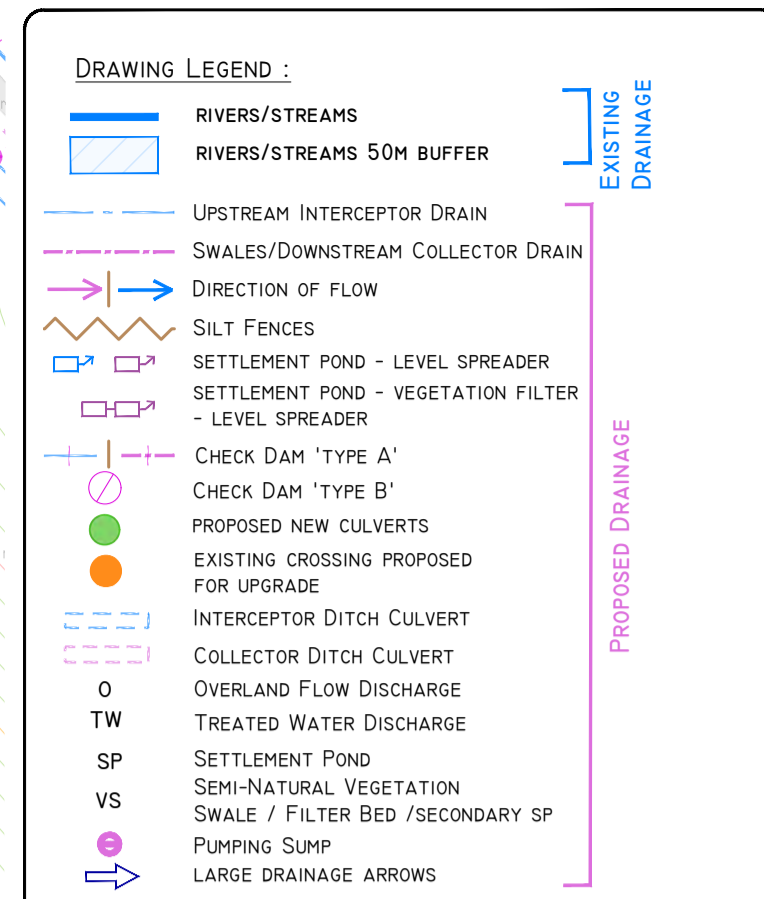 DRAWING LEGEND :
RIVERS/STREAMS
RIVERS/STREAMS 50M BUFFER
EXISTING
DRAINAGE
UPSTREAM INTERCEPTOR DRAIN
SWALES/DOWNSTREAM COLLECTOR DRAIN
DIRECTION OF FLOW
SILT FENCES
SETTLEMENT POND - LEVEL SPREADER
SETTLEMENT POND - VEGETATION FILTER
- LEVEL SPREADER
CHECK DAM 'TYPE A'
CHECK DAM 'TYPE B'
PROPOSED NEW CULVERTS
EXISTING CROSSING PROPOSED
FOR UPGRADE
INTERCEPTOR DITCH CULVERT
COLLECTOR DITCH CULVERT
O OVERLAND FLOW DISCHARGE
TW TREATED WATER DISCHARGE
SP SETTLEMENT POND
VS SEMI-NATURAL VEGETATION
SWALE / FILTER BED /SECONDARY SP
PUMPING SUMP
LARGE DRAINAGE ARROWS
PROPOSED DRAINAGE